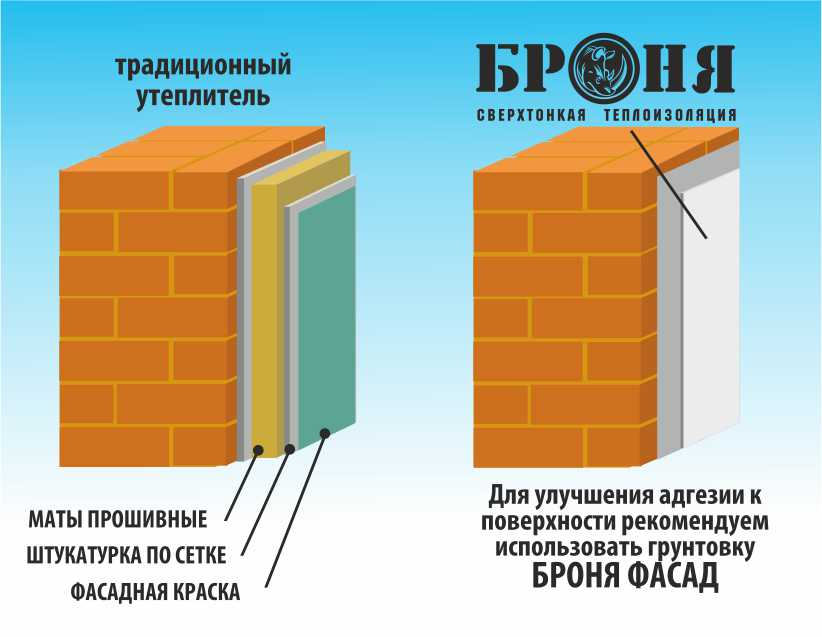 традиционный
утеплитель
БРОНЯ
СВЕРХТОНКАЯ ТЕПЛОИЗОЛЯЦИЯ
МАТЫ ПРОШИВНЫЕ
ШТУКАТУРКА ПО СЕТКЕ
ФАСАДНАЯ КРАСКА
Для улучшения адгезии к
поверхности рекомендуем
использовать грунтовку
БРОНЯ ФАСАД